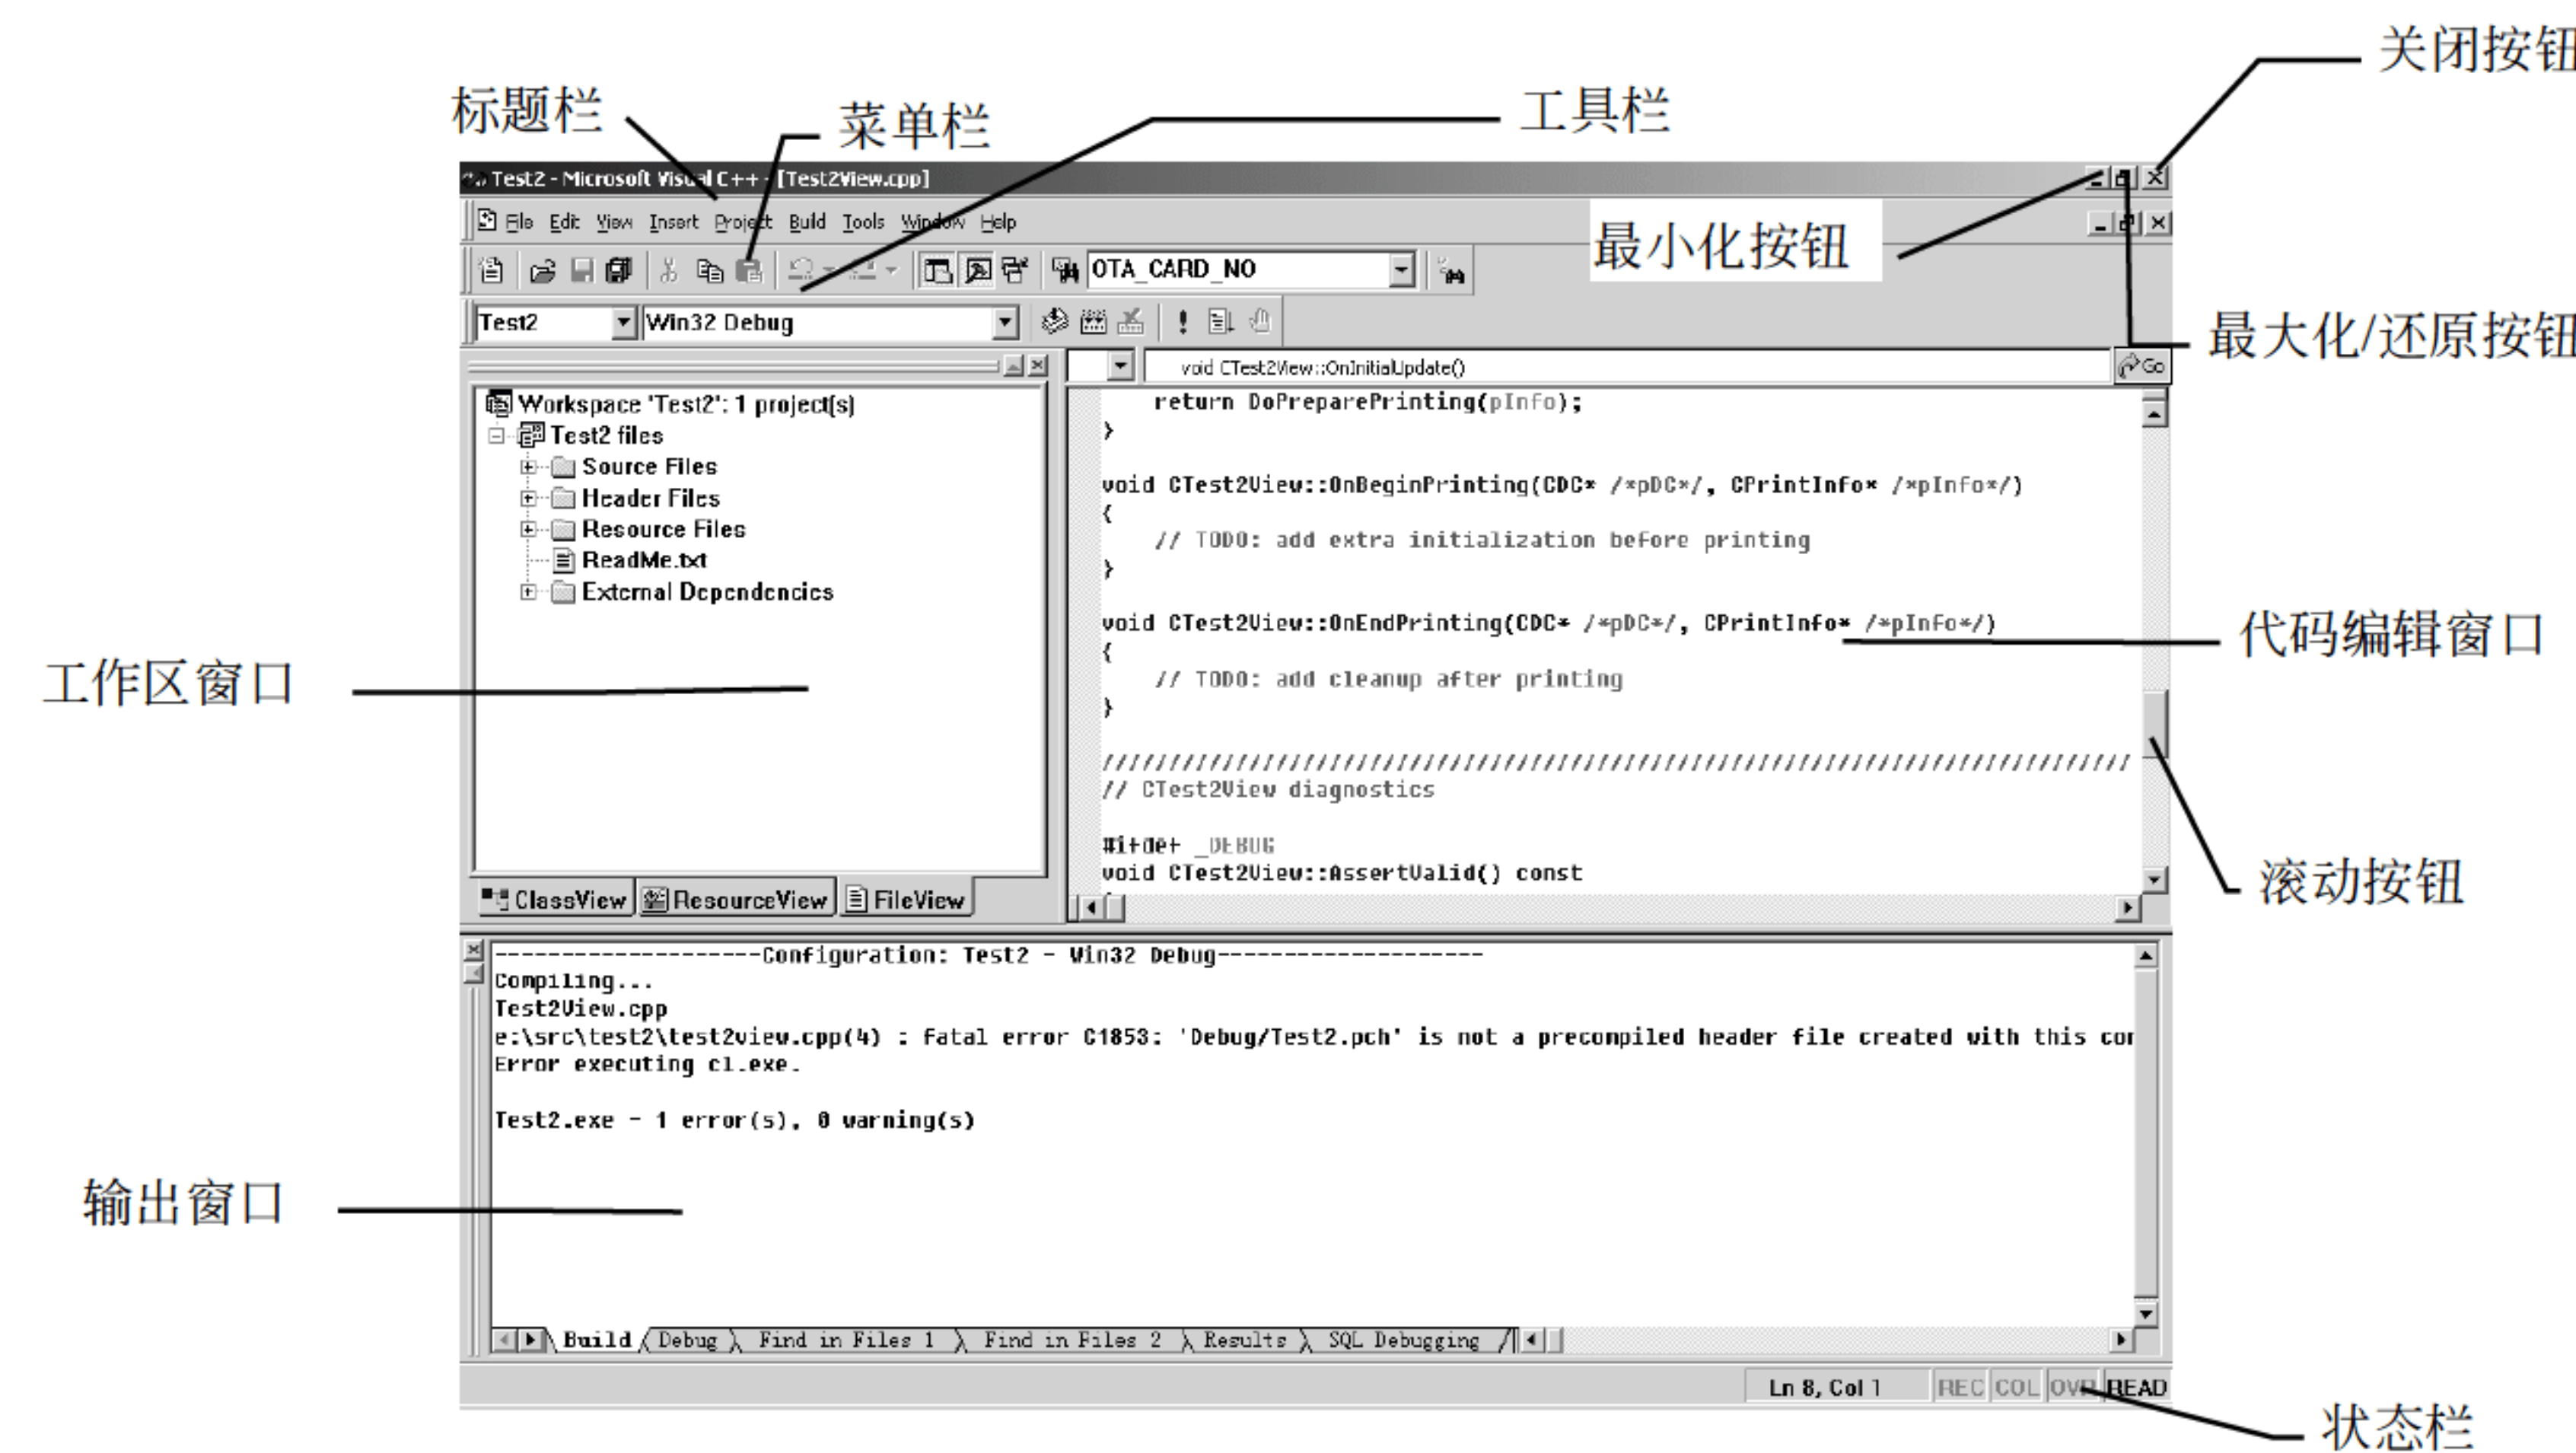 关闭按钮
标题栏
菜单栏
工具栏
Test2 - Microsoft Visual C++ - [Test2View.cpp]
File Edit View Insert Project Build Tools Window Help
最小化按钮
OTA_CARD_NO
Test2 Win32 Debug
最大化/还原按钮
void CTest2View::OnInitialUpdate() Go
Workspace 'Test2': 1 project(s)
Test2 files
Source Files
Header Files
Resource Files
ReadMe.txt
External Dependencies
ClassView ResourceView FileView
return DoPreparePrinting(pInfo);
}
void CTest2View::OnBeginPrinting(CDC* /*pDC*/, CPrintInfo* /*pInfo*/)
{
// TODO: add extra initialization before printing
}
void CTest2View::OnEndPrinting(CDC* /*pDC*/, CPrintInfo* /*pInfo*/)
{
// TODO: add cleanup after printing
}
/////////////////////////////////////////////////////////////////////////////
// CTest2View diagnostics
#ifdef _DEBUG
void CTest2View::AssertValid() const
代码编辑窗口
工作区窗口
滚动按钮
--------------------Configuration: Test2 - Win32 Debug--------------------
Compiling...
Test2View.cpp
e:\src\test2\test2view.cpp(4) : fatal error C1853: 'Debug/Test2.pch' is not a precompiled header file created with this com
Error executing cl.exe.
Test2.exe - 1 error(s), 0 warning(s)
输出窗口
Build Debug Find in Files 1 Find in Files 2 Results SQL Debugging
Ln 8, Col 1 REC COL OVR READ
状态栏